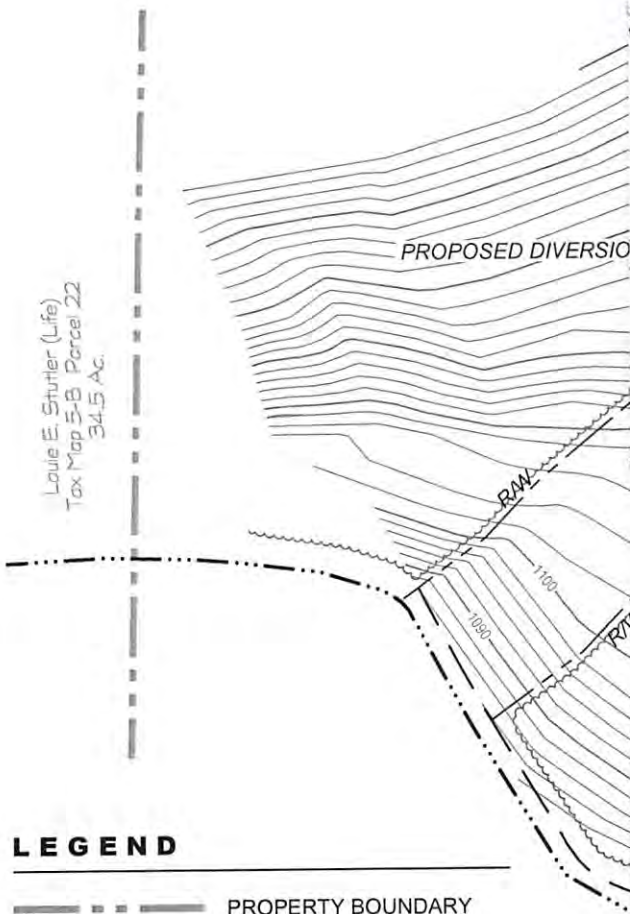 PROPOSED DIVERSIO
Louie E. Stutler (Life)
Tax Map 5-B Parcel 22
34.5 Ac.
R/W
1100
1090
R/W
LEGEND
PROPERTY BOUNDARY